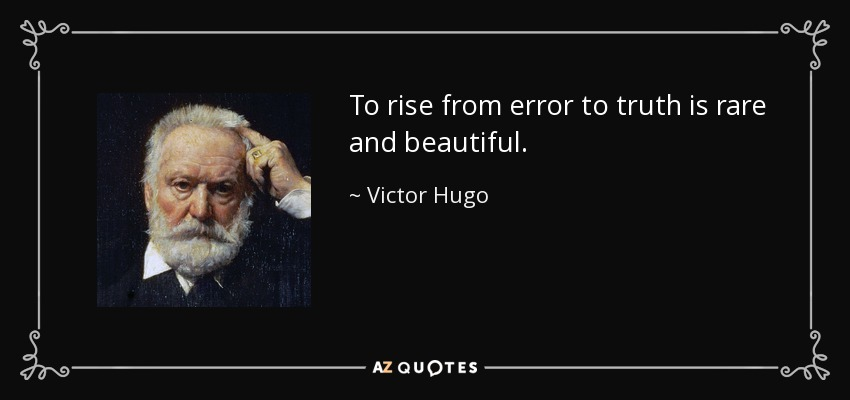 To rise from error to truth is rare
and beautiful.
~ Victor Hugo
AZ QUOTES